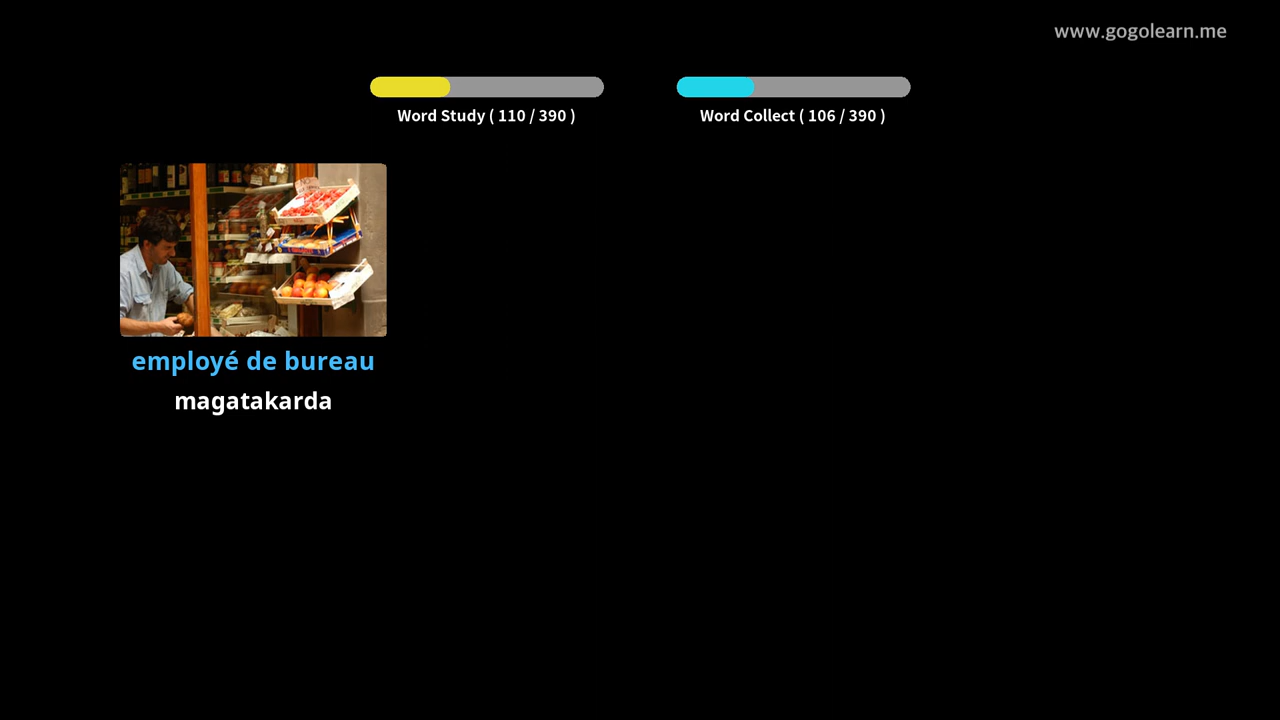 www.gogolearn.me
Word Study ( 110 / 390 )
Word Collect ( 106 / 390 )
employé de bureau
magatakarda